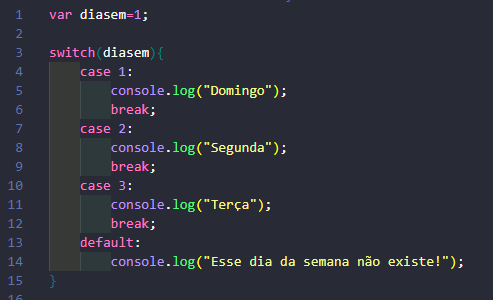 1 var diasem=1;
2
3 switch(diasem){
4     case 1:
5         console.log("Domingo");
6         break;
7     case 2:
8         console.log("Segunda");
9         break;
10     case 3:
11         console.log("Terça");
12         break;
13     default:
14         console.log("Esse dia da semana não existe!");
15 }